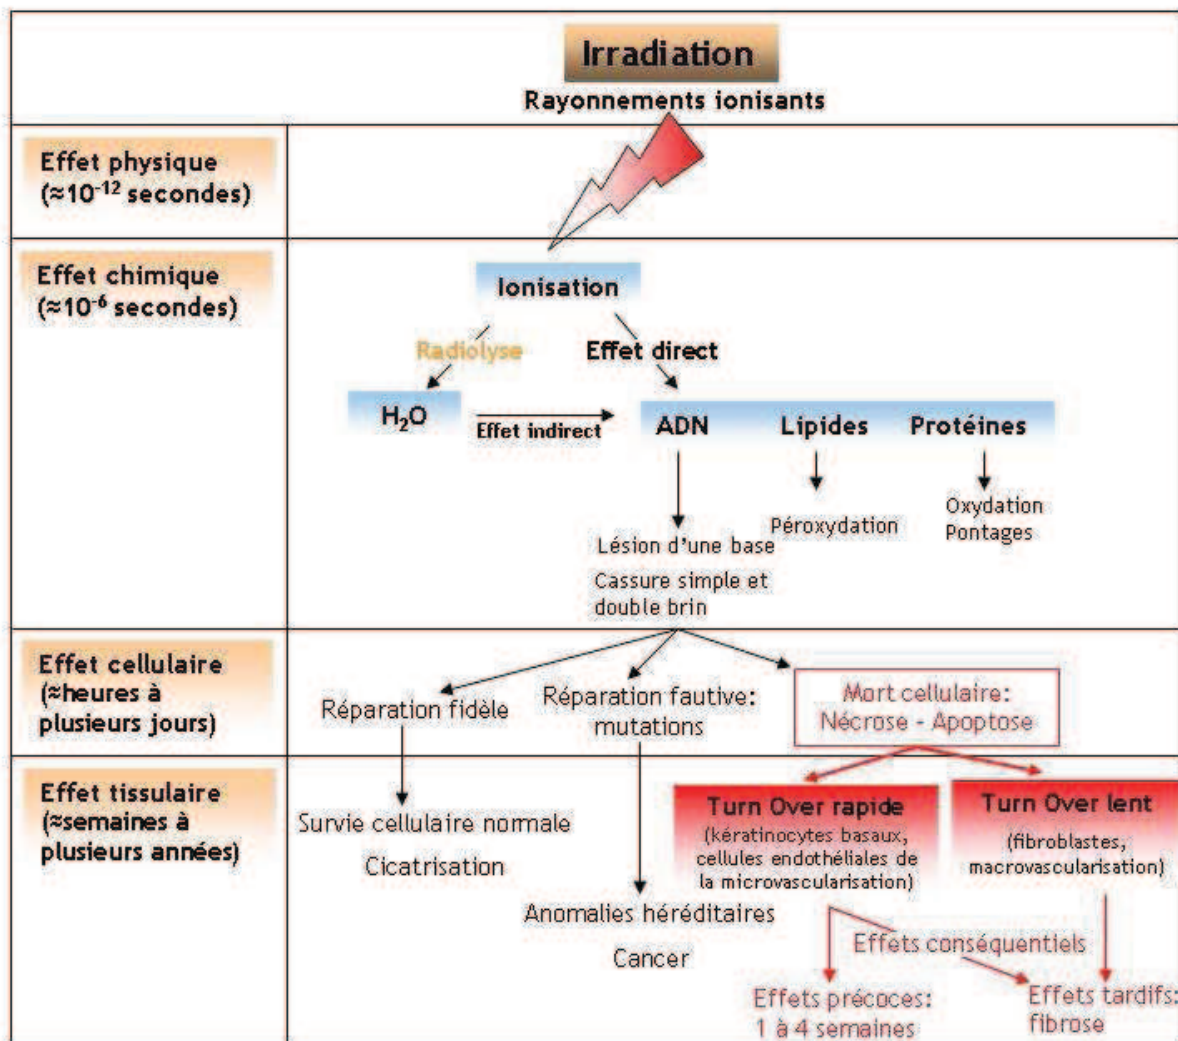 Irradiation
Rayonnements ionisants
Effet physique
(≈10⁻¹² secondes)
Effet chimique
(≈10⁻⁶ secondes)
Ionisation
Radiolyse
Effet direct
H₂O
Effet indirect
ADN
Lipides
Protéines
Lésion d'une base
Cassure simple et
double brin
Péroxydation
Oxydation
Pontages
Effet cellulaire
(≈heures à
plusieurs jours)
Réparation fidèle
Réparation fautive:
mutations
Mort cellulaire:
Nécrose - Apoptose
Effet tissulaire
(≈semaines à
plusieurs années)
Survie cellulaire normale
Cicatrisation
Anomalies héréditaires
Cancer
Turn Over rapide
(kératinocytes basaux,
cellules endothéliales de
la microvascularisation)
Turn Over lent
(fibroblastes,
macrovascularisation)
Effets conséquentiels
Effets précoces:
1 à 4 semaines
Effets tardifs:
fibrose